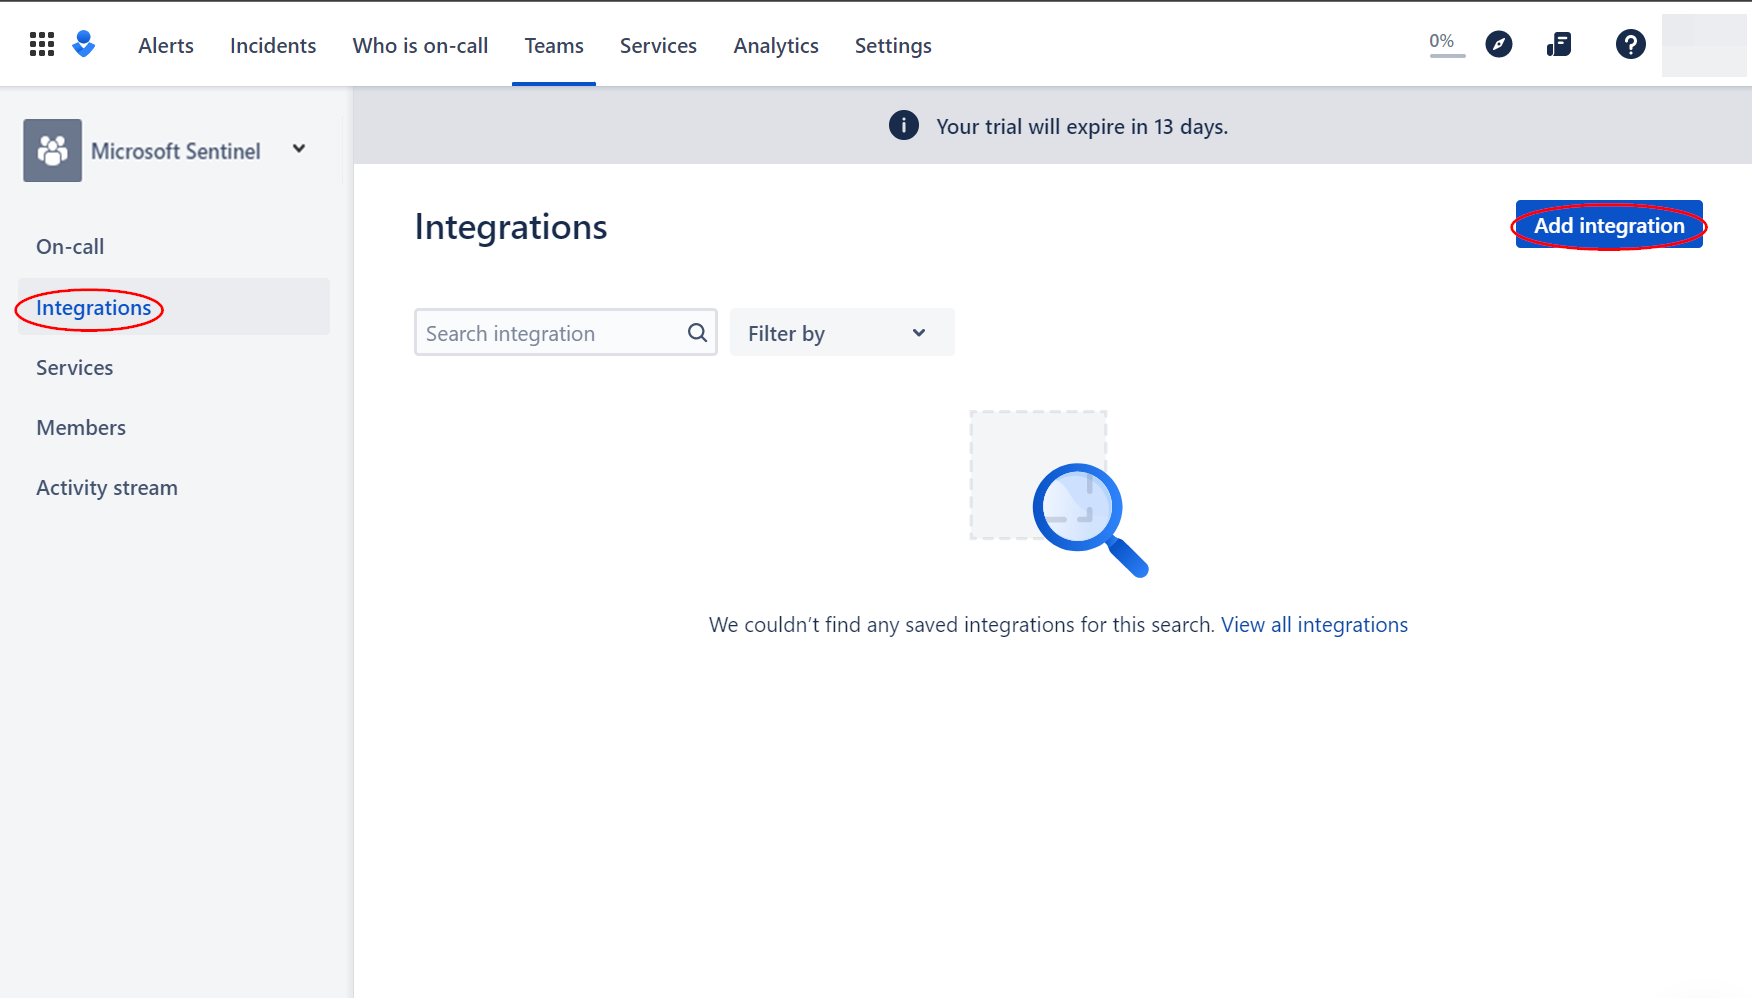 Alerts Incidents Who is on-call Teams Services Analytics Settings 0%
Microsoft Sentinel
Your trial will expire in 13 days.
On-call
Integrations
Services
Members
Activity stream
Integrations
Add integration
Search integration
Filter by
We couldn't find any saved integrations for this search. View all integrations